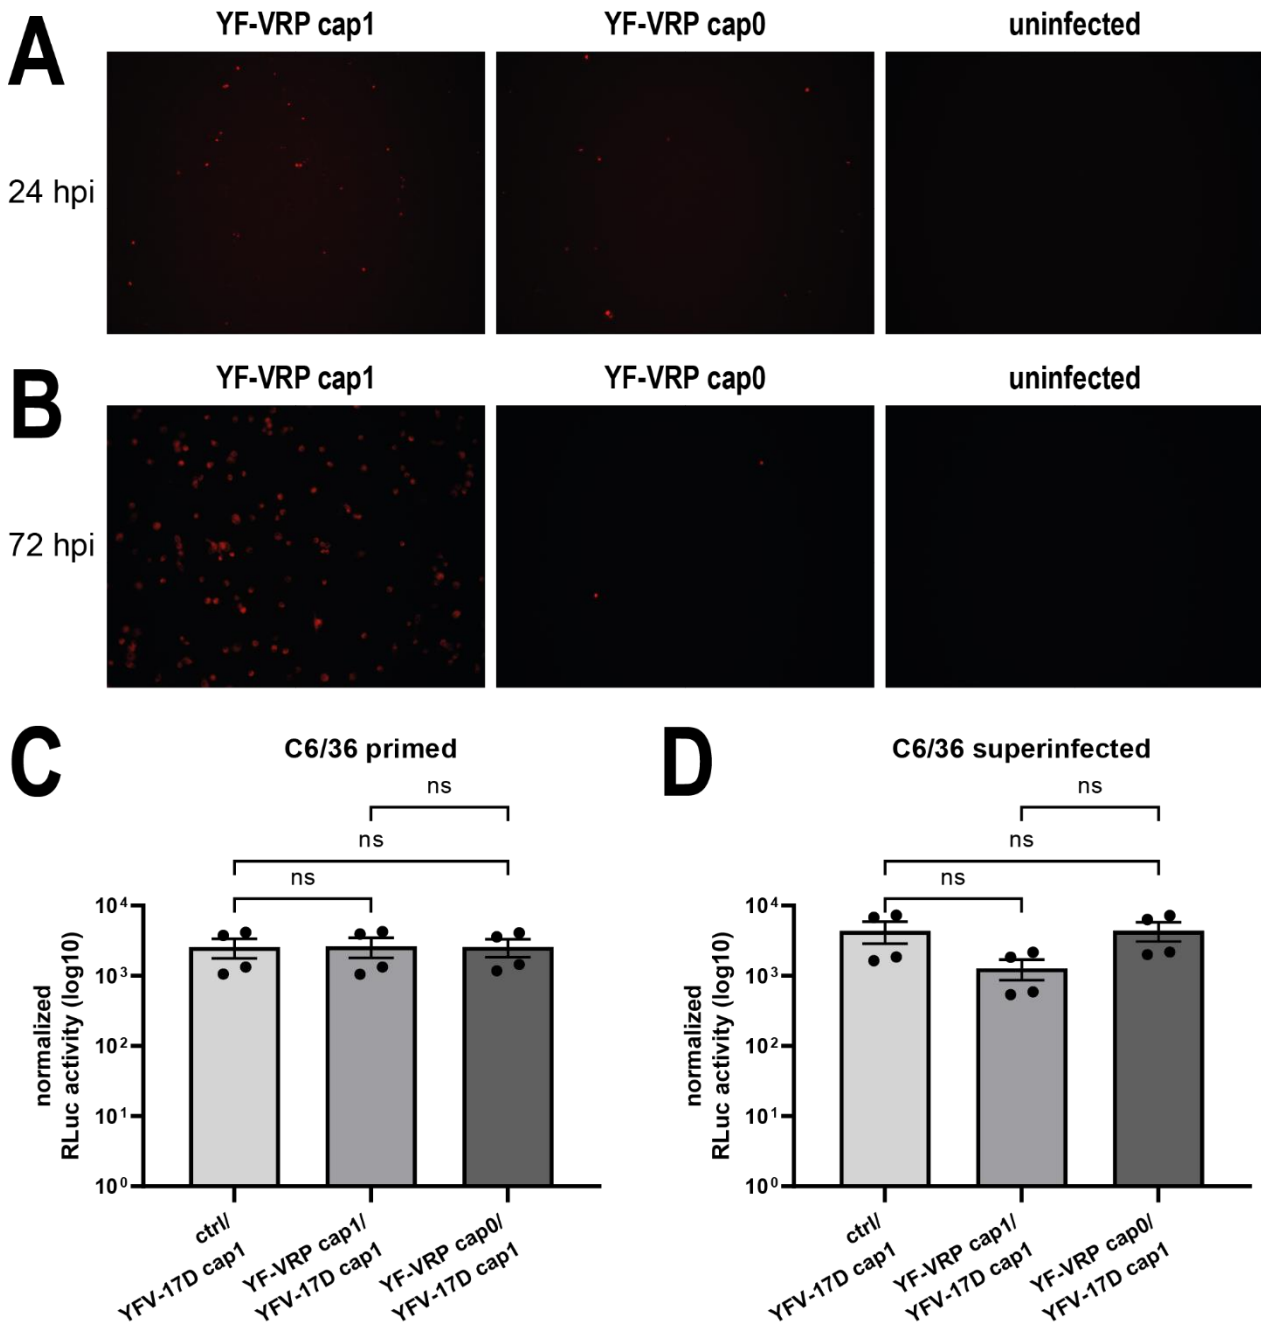 A
YF-VRP cap1
YF-VRP cap0
uninfected
24 hpi
B
YF-VRP cap1
YF-VRP cap0
uninfected
72 hpi
C
C6/36 primed
ns
ns
ns
normalized
RLuc activity (log10)
10⁴
10³
10²
10¹
10⁰
ctrl/
YFV-17D cap1
YF-VRP cap1/
YFV-17D cap1
YF-VRP cap0/
YFV-17D cap1
D
C6/36 superinfected
ns
ns
ns
normalized
RLuc activity (log10)
10⁴
10³
10²
10¹
10⁰
ctrl/
YFV-17D cap1
YF-VRP cap1/
YFV-17D cap1
YF-VRP cap0/
YFV-17D cap1